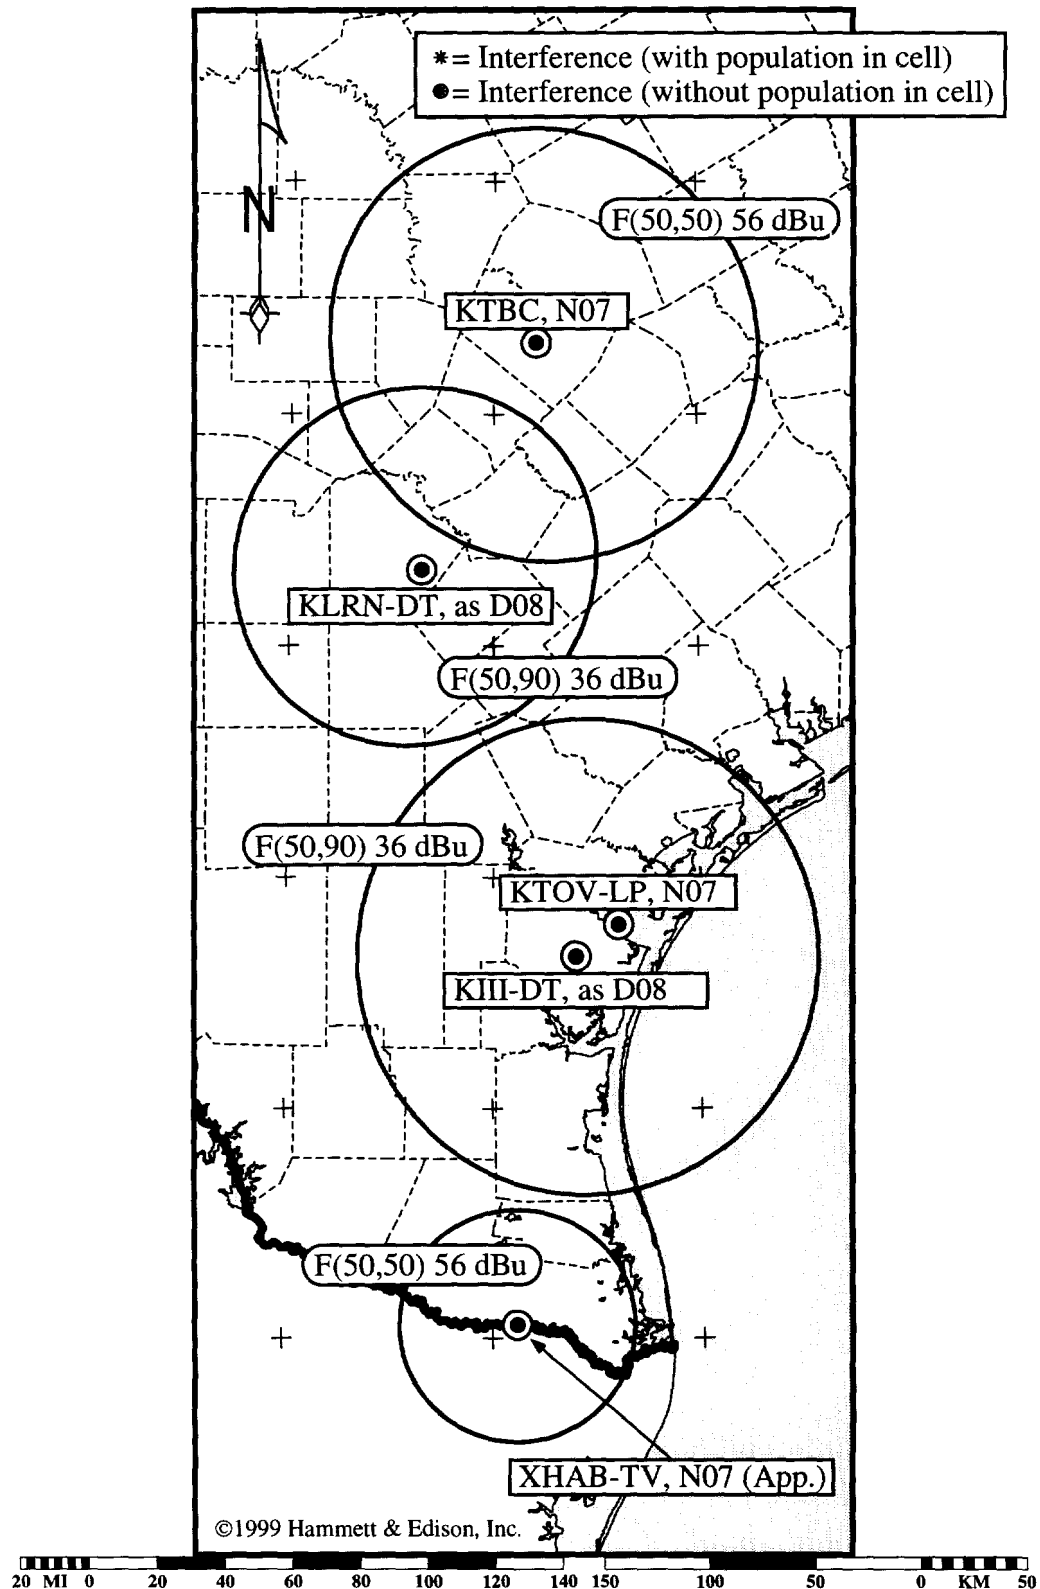 *= Interference (with population in cell)
●= Interference (without population in cell)
N
F(50,50) 56 dBu
KTBC, N07
KLRN-DT, as D08
F(50,90) 36 dBu
F(50,90) 36 dBu
KTOV-LP, N07
KIII-DT, as D08
F(50,50) 56 dBu
XHAB-TV, N07 (App.)
©1999 Hammett & Edison, Inc.
20 MI 0 20 40 60 80 100 120 140 150 100 50 0 KM 50